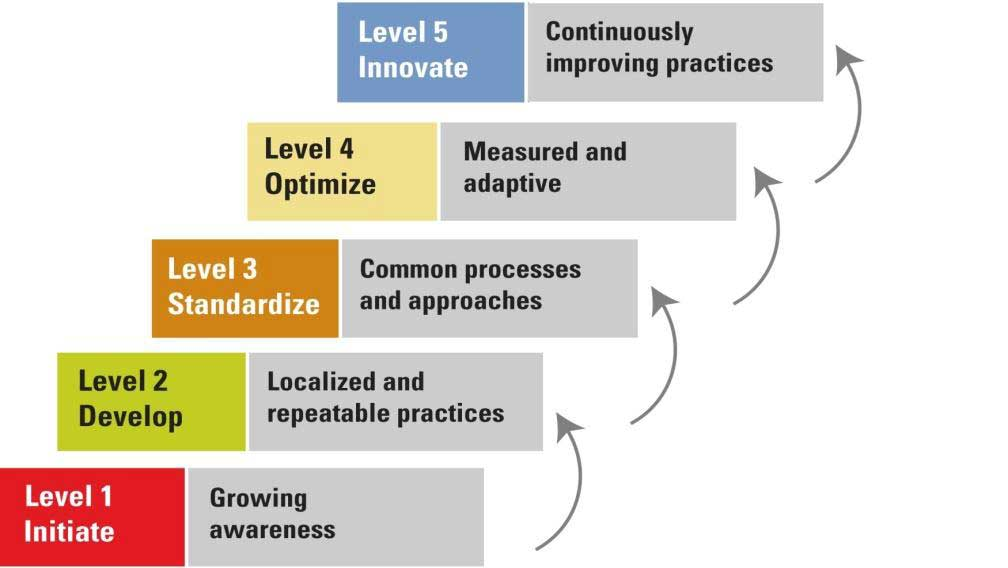 Level 5
Innovate
Continuously
improving practices
Level 4
Optimize
Measured and
adaptive
Level 3
Standardize
Common processes
and approaches
Level 2
Develop
Localized and
repeatable practices
Level 1
Initiate
Growing
awareness